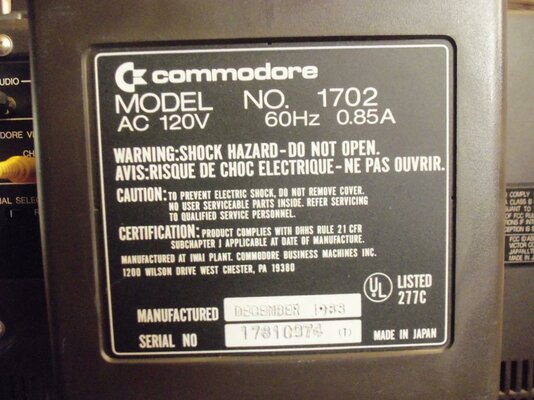 commodore
MODEL NO. 1702
AC 120V 60Hz 0.85A
WARNING:SHOCK HAZARD-DO NOT OPEN.
AVIS:RISQUE DE CHOC ELECTRIQUE-NE PAS OUVRIR.
CAUTION: TO PREVENT ELECTRIC SHOCK, DO NOT REMOVE COVER.
NO USER SERVICEABLE PARTS INSIDE. REFER SERVICING
TO QUALIFIED SERVICE PERSONNEL.
CERTIFICATION: PRODUCT COMPLIES WITH DHHS RULE 21 CFR
SUBCHAPTER J APPLICABLE AT DATE OF MANUFACTURE.
MANUFACTURED AT IWAI PLANT. COMMODORE BUSINESS MACHINES INC.
1200 WILSON DRIVE WEST CHESTER, PA 19380
UL LISTED
277C
MANUFACTURED DECEMBER 1983
SERIAL NO (T)
MADE IN JAPAN